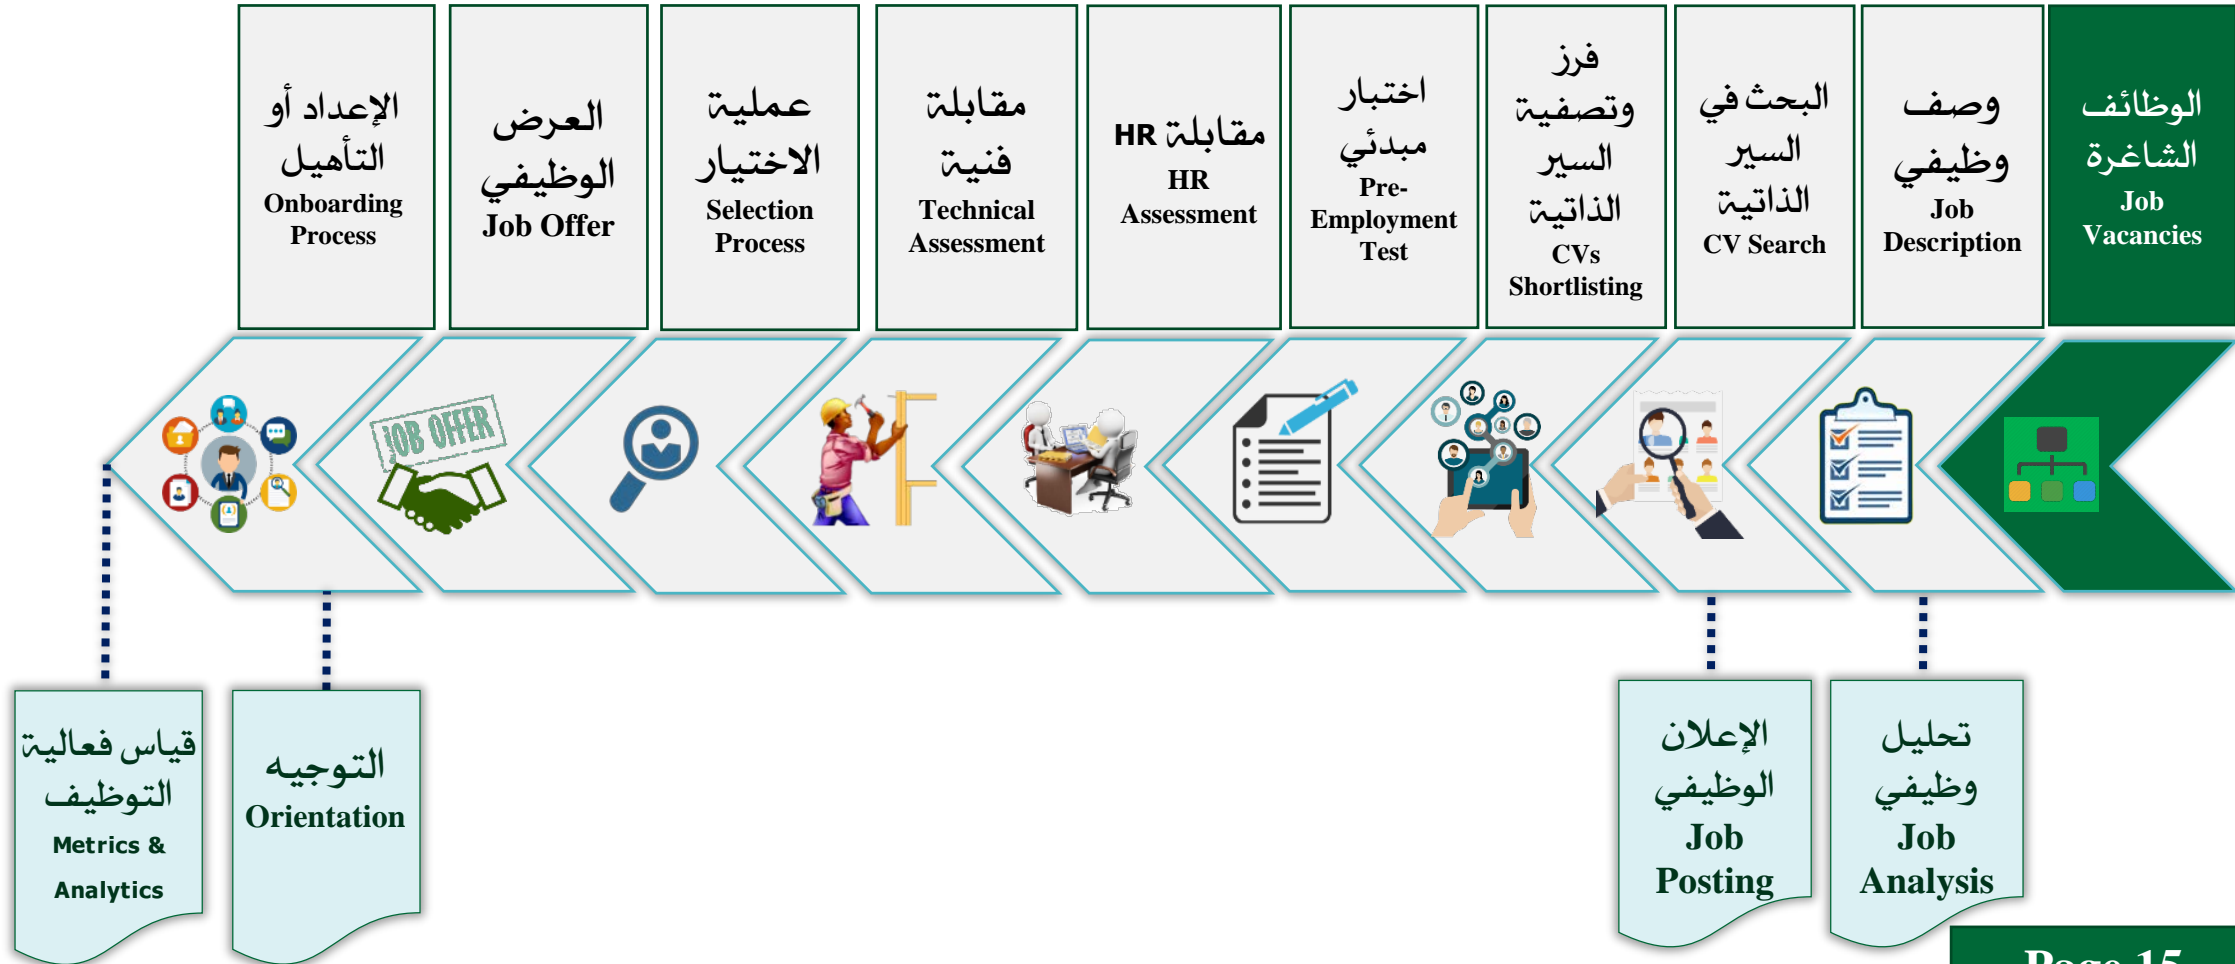 الوظائف
الشاغرة
Job
Vacancies
وصف
وظيفي
Job
Description
البحث في
السير
الذاتية
CV Search
فرز
وتصفية
السير
الذاتية
CVs
Shortlisting
اختبار
مبدئي
Pre-
Employment
Test
مقابلة HR
HR
Assessment
مقابلة
فنية
Technical
Assessment
عملية
الاختيار
Selection
Process
العرض
الوظيفي
Job Offer
الإعداد أو
التأهيل
Onboarding
Process
JOB OFFER
تحليل
وظيفي
Job
Analysis
الإعلان
الوظيفي
Job
Posting
التوجيه
Orientation
قياس فعالية
التوظيف
Metrics &
Analytics
Page 15